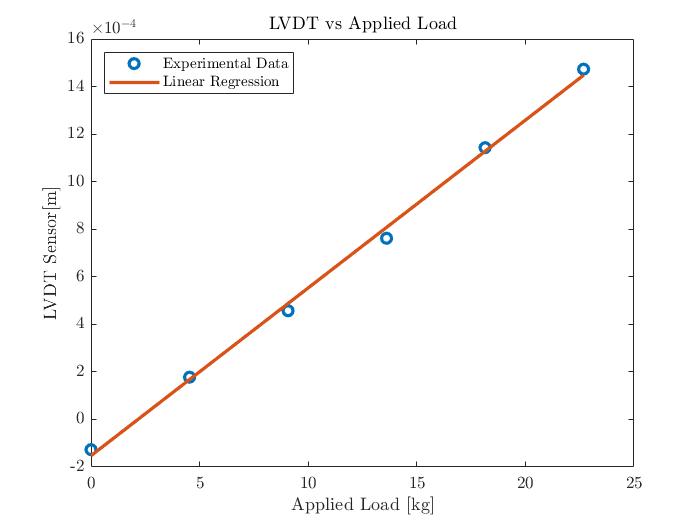 LVDT vs Applied Load
×10⁻⁴
Experimental Data
Linear Regression
16
14
12
10
8
6
4
2
0
-2
LVDT Sensor[m]
0 5 10 15 20 25
Applied Load [kg]